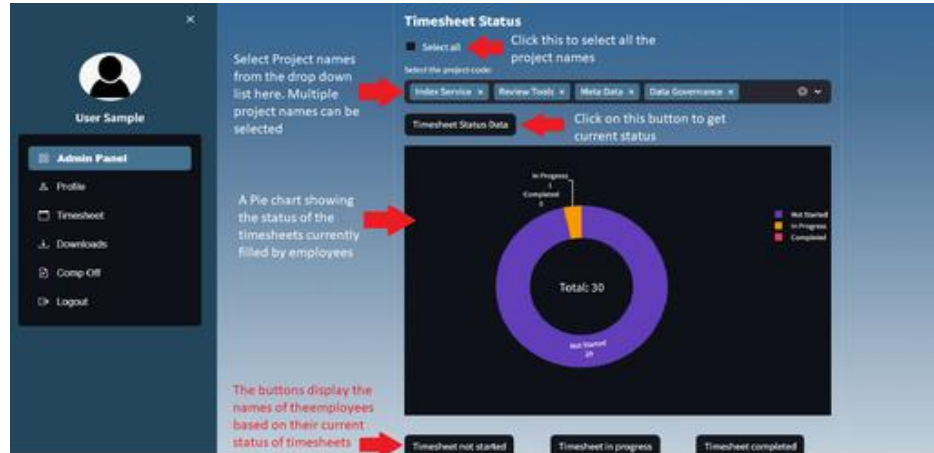 ×
User Sample
Admin Panel
Profile
Timesheet
Downloads
Comp Off
Logout
Select Project names
from the drop down
list here. Multiple
project names can be
selected
A Pie chart showing
the status of the
timesheets currently
filled by employees
The buttons display the
names of theemployees
based on their current
status of timesheets
Timesheet Status
Select all
Click this to select all the
project names
Select the project code:
Index Service × Review Tools × Meta Data × Data Governance ×
Timesheet Status Data
Click on this button to get
current status
In Progress
1
Completed
0
Not Started
In Progress
Completed
Total: 30
Not Started
29
Timesheet not started
Timesheet in progress
Timesheet completed